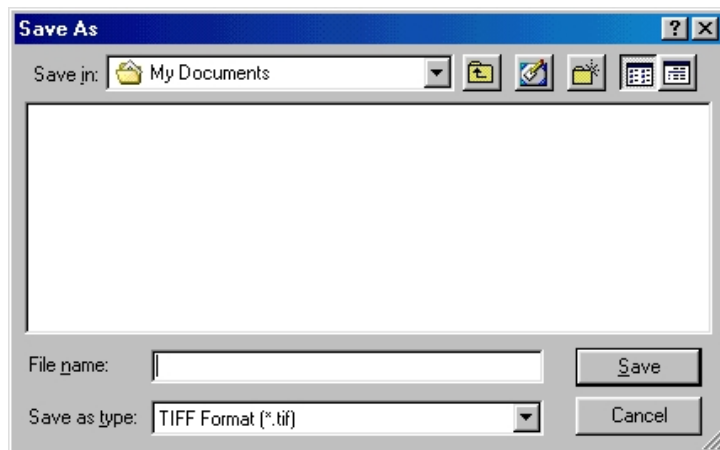 Save As
Save in: My Documents
File name:
Save
Save as type: TIFF Format (*.tif)
Cancel